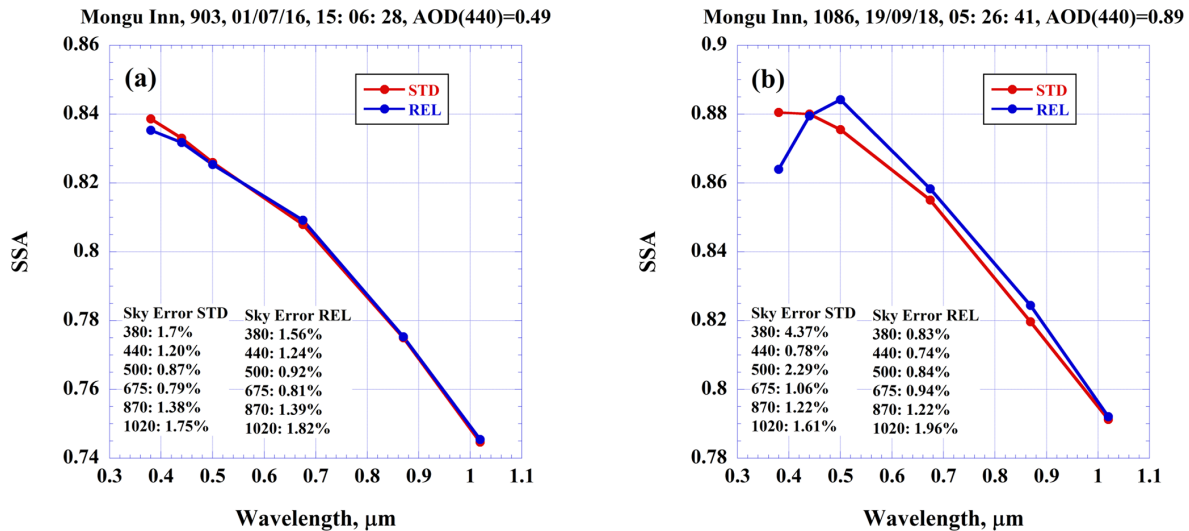 Mongu Inn, 903, 01/07/16, 15: 06: 28, AOD(440)=0.49
0.86
0.84
0.82
0.8
0.78
0.76
0.74
SSA
(a)
STD
REL
Sky Error STD
380: 1.7%
440: 1.20%
500: 0.87%
675: 0.79%
870: 1.38%
1020: 1.75%
Sky Error REL
380: 1.56%
440: 1.24%
500: 0.92%
675: 0.81%
870: 1.39%
1020: 1.82%
0.3 0.4 0.5 0.6 0.7 0.8 0.9 1 1.1
Wavelength, μm
Mongu Inn, 1086, 19/09/18, 05: 26: 41, AOD(440)=0.89
0.9
0.88
0.86
0.84
0.82
0.8
0.78
SSA
(b)
STD
REL
Sky Error STD
380: 4.37%
440: 0.78%
500: 2.29%
675: 1.06%
870: 1.22%
1020: 1.61%
Sky Error REL
380: 0.83%
440: 0.74%
500: 0.84%
675: 0.94%
870: 1.22%
1020: 1.96%
0.3 0.4 0.5 0.6 0.7 0.8 0.9 1 1.1
Wavelength, μm